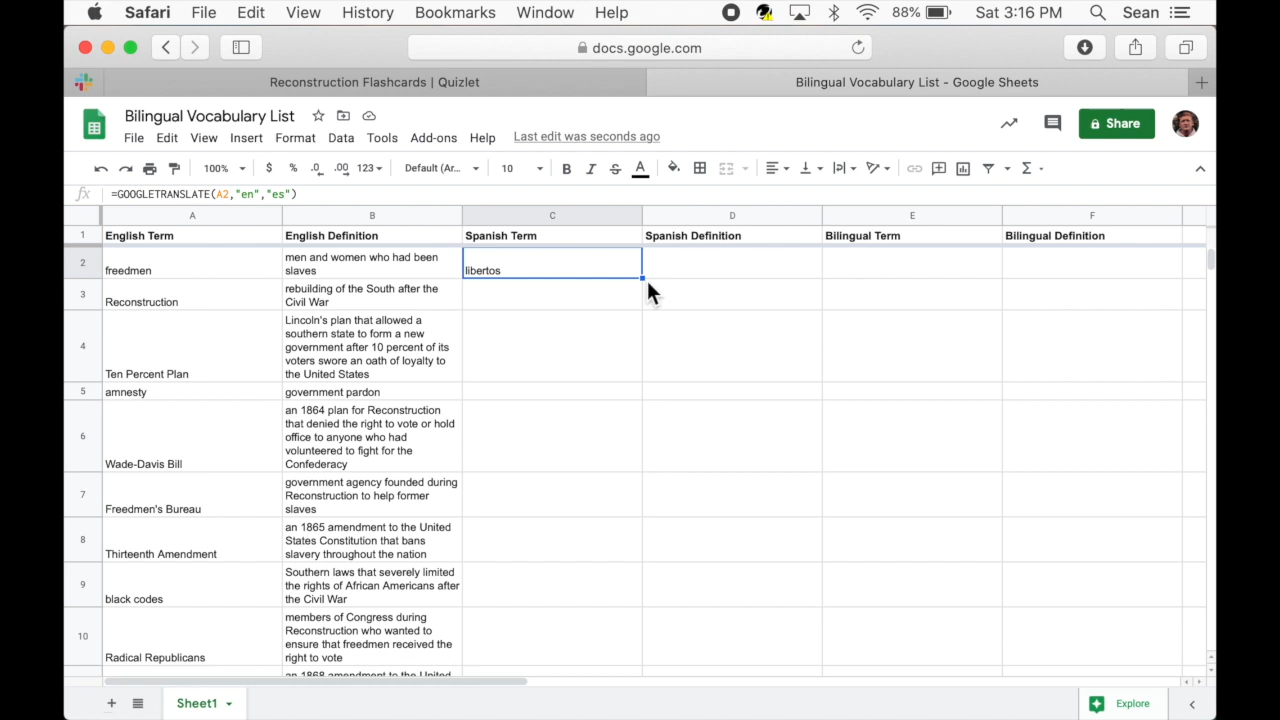 Safari File Edit View History Bookmarks Window Help 88% Sat 3:16 PM Sean
docs.google.com
Reconstruction Flashcards | Quizlet
Bilingual Vocabulary List - Google Sheets
Bilingual Vocabulary List
File Edit View Insert Format Data Tools Add-ons Help Last edit was seconds ago
Share
100% $ % .0 .00 123 Default (Ar... 10 B I S A
fx =GOOGLETRANSLATE(A2,"en","es")
A B C D E F
1 English Term English Definition Spanish Term Spanish Definition Bilingual Term Bilingual Definition
2
men and women who had been
freedmen slaves libertos
3
rebuilding of the South after the
Reconstruction Civil War
4
Lincoln's plan that allowed a
southern state to form a new
government after 10 percent of its
voters swore an oath of loyalty to
Ten Percent Plan the United States
5 amnesty government pardon
6
an 1864 plan for Reconstruction
that denied the right to vote or hold
office to anyone who had
volunteered to fight for the
Wade-Davis Bill Confederacy
7
government agency founded during
Reconstruction to help former
Freedmen's Bureau slaves
8
an 1865 amendment to the United
States Constitution that bans
Thirteenth Amendment slavery throughout the nation
9
Southern laws that severely limited
the rights of African Americans after
black codes the Civil War
10
members of Congress during
Reconstruction who wanted to
ensure that freedmen received the
Radical Republicans right to vote
an 1868 amendment to the United
Sheet1
Explore